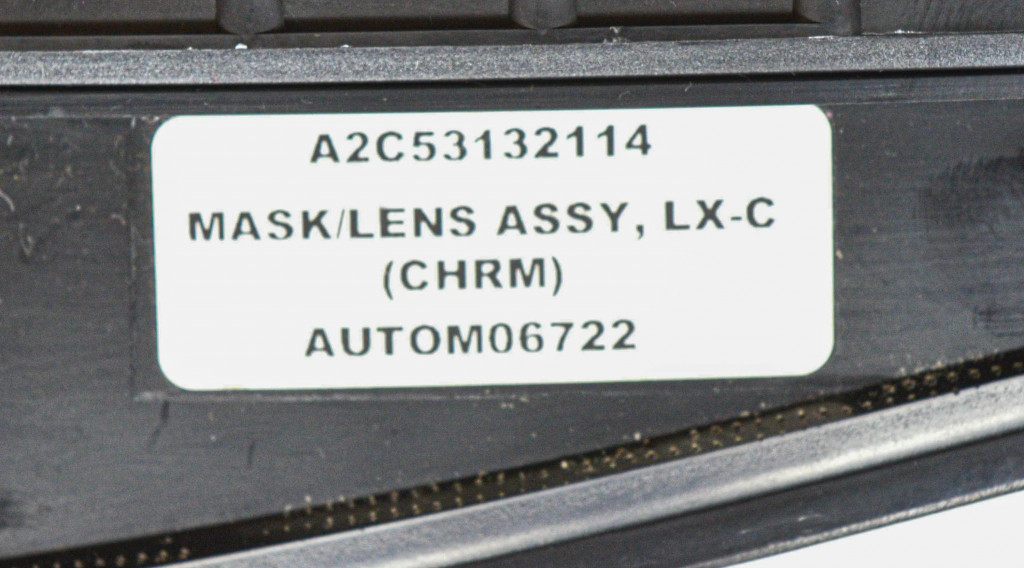 A2C53132114
MASK/LENS ASSY, LX-C
(CHRM)
AUTOM06722